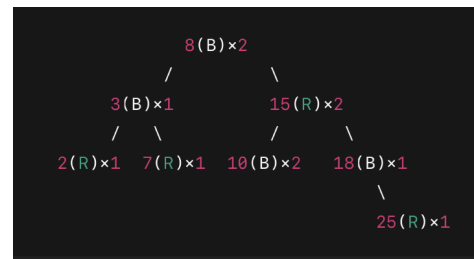 8(B)×2
/ \
3(B)×1 15(R)×2
/ \ / \
2(R)×1 7(R)×1 10(B)×2 18(B)×1
\
25(R)×1